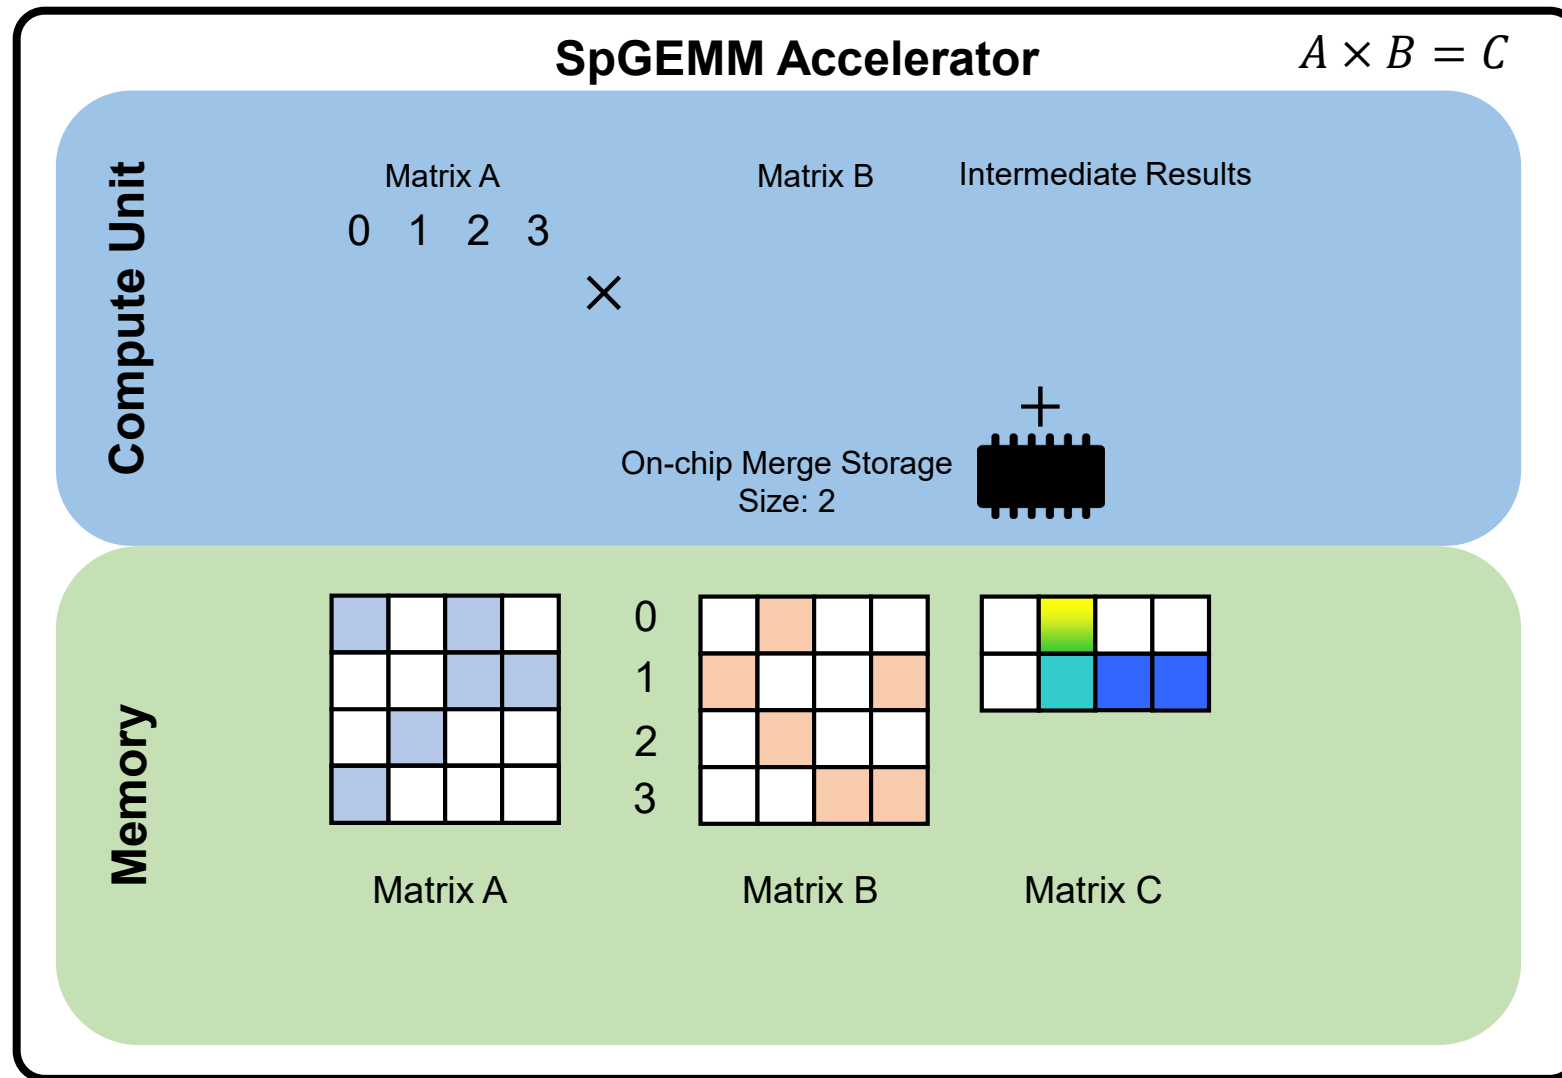 SpGEMM Accelerator
A × B = C
Compute Unit
Matrix A
Matrix B
Intermediate Results
0 1 2 3
×
+
On-chip Merge Storage
Size: 2
Memory
0
1
2
3
Matrix A
Matrix B
Matrix C